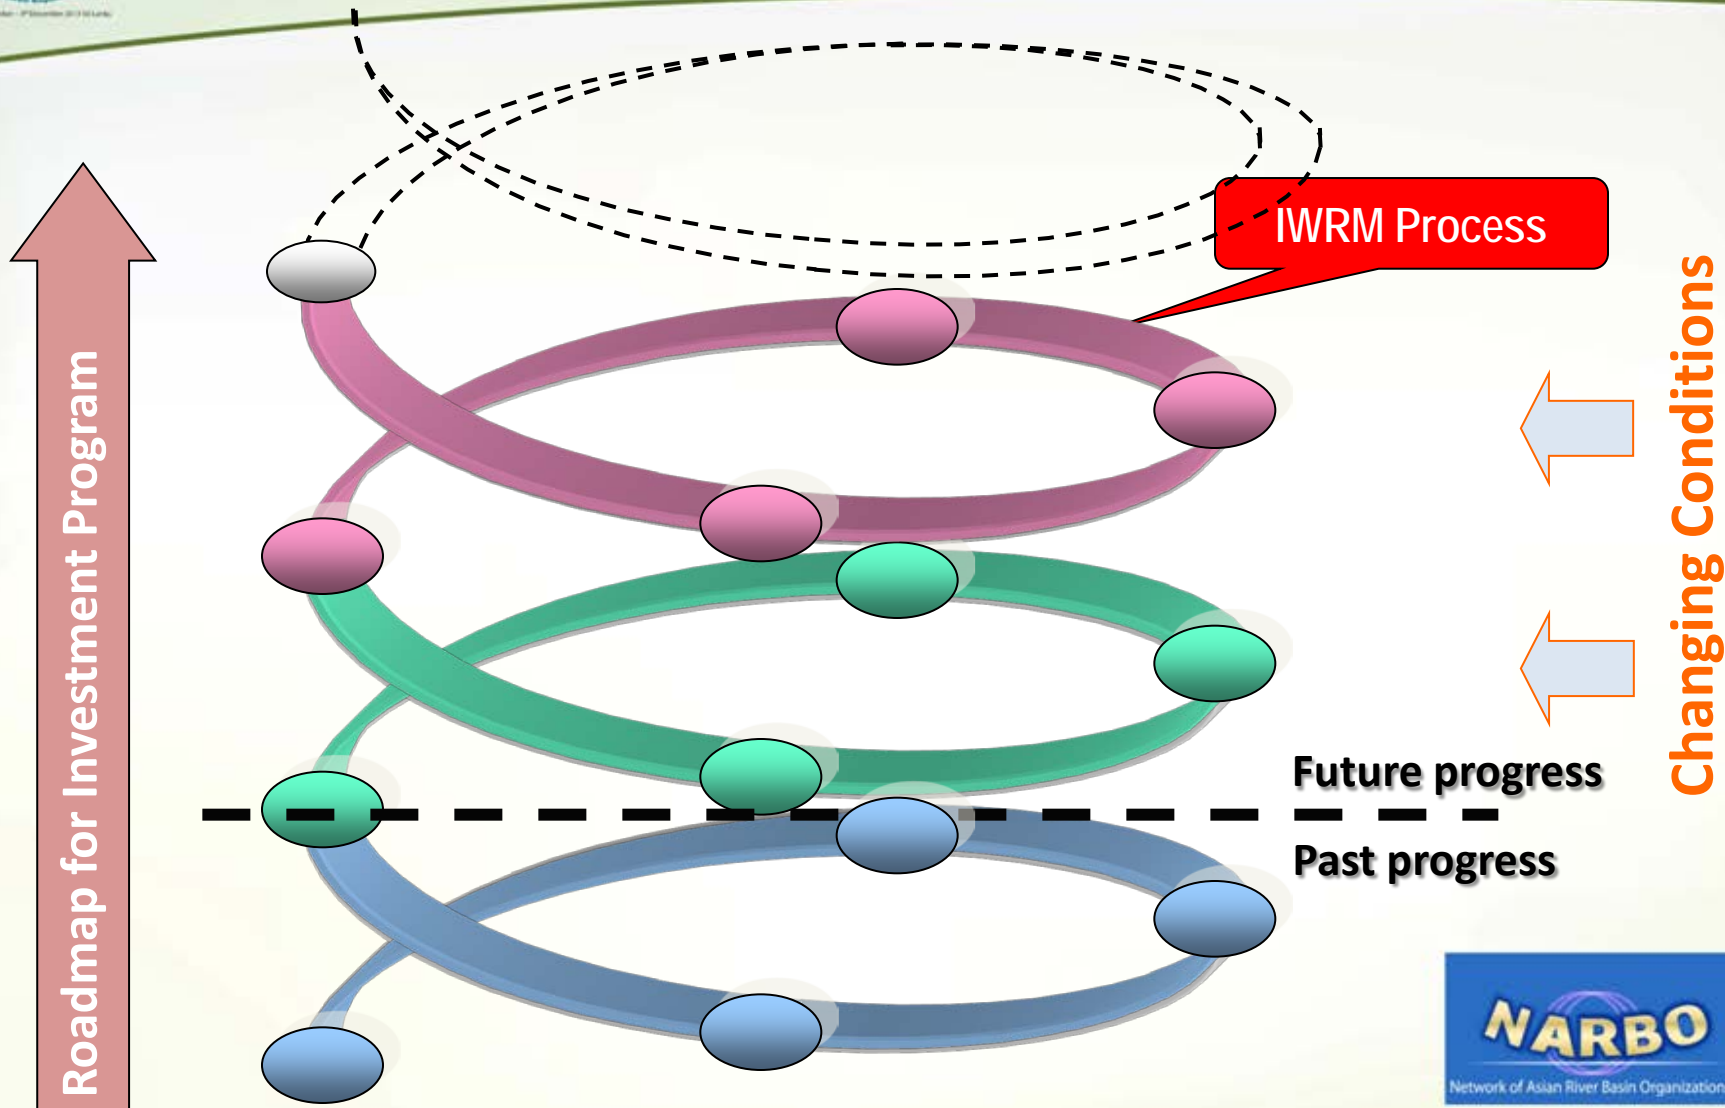 IWRM Process
Roadmap for Investment Program
Changing Conditions
Future progress
Past progress
NARBO
Network of Asian River Basin Organization